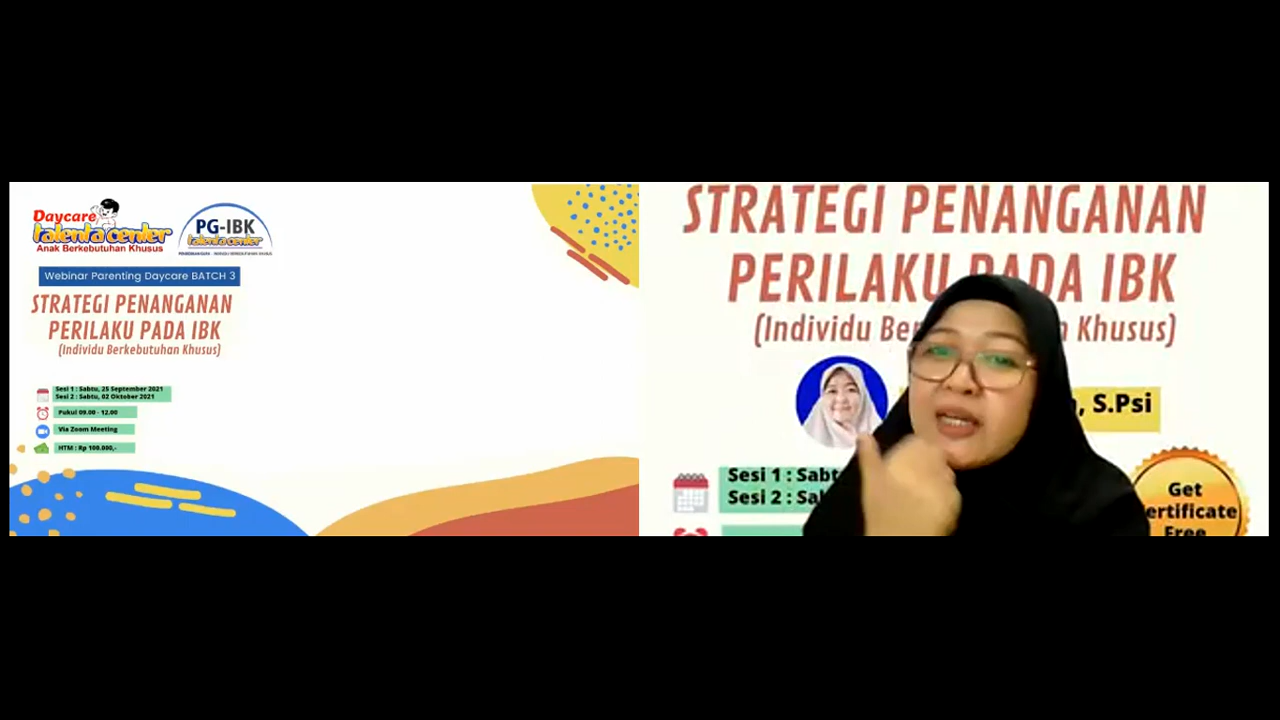 Daycare
talenta center
Anak Berkebutuhan Khusus
PG-IBK
talenta center
Webinar Parenting Daycare BATCH 3
STRATEGI PENANGANAN
PERILAKU PADA IBK
(Individu Berkebutuhan Khusus)
Sesi 1 : Sabtu, 25 September 2021
Sesi 2 : Sabtu, 02 Oktober 2021
Pukul 09.00 - 12.00
Via Zoom Meeting
HTM : Rp 100.000,-
STRATEGI PENANGANAN
PERILAKU PADA IBK
(Individu Ber Khusus)
, S.Psi
Sesi 1 : Sabt
Sesi 2 : Sab
Get
ertificate
Free